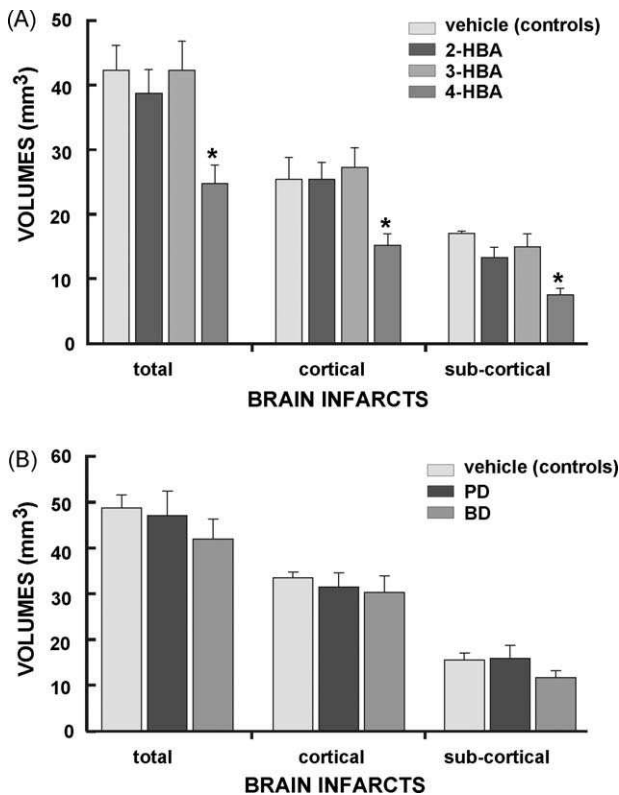 (A)
vehicle (controls)
2-HBA
3-HBA
4-HBA
VOLUMES (mm³)
50
40
30
20
10
0
*
*
*
total cortical sub-cortical
BRAIN INFARCTS
(B)
vehicle (controls)
PD
BD
VOLUMES (mm³)
60
50
40
30
20
10
0
total cortical sub-cortical
BRAIN INFARCTS